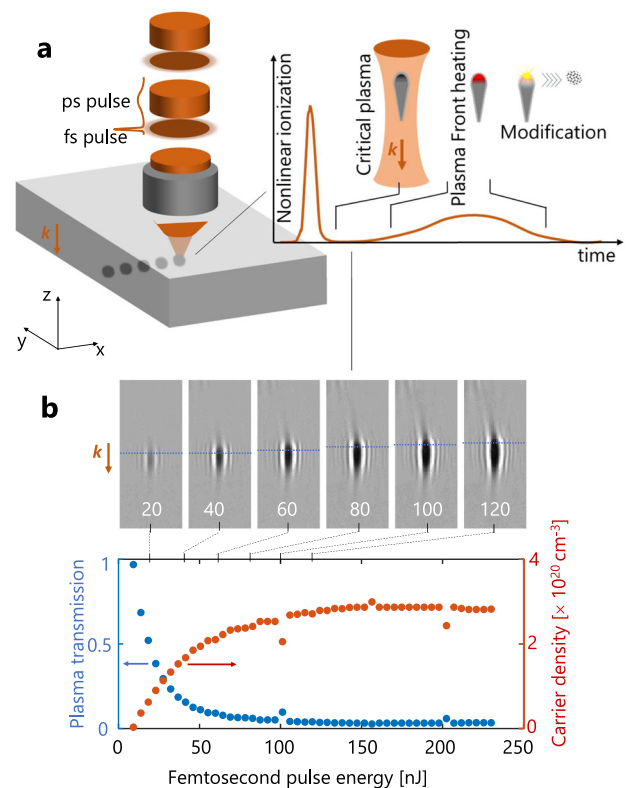 a
ps pulse
fs pulse
k
z
y
x
Nonlinear ionization
Critical plasma
k
Plasma Front heating
Modification
time
b
k
20
40
60
80
100
120
Plasma transmission
1
0.5
0
4
2
0
Carrier density [× 10²⁰ cm⁻³]
0
50
100
150
200
250
Femtosecond pulse energy [nJ]